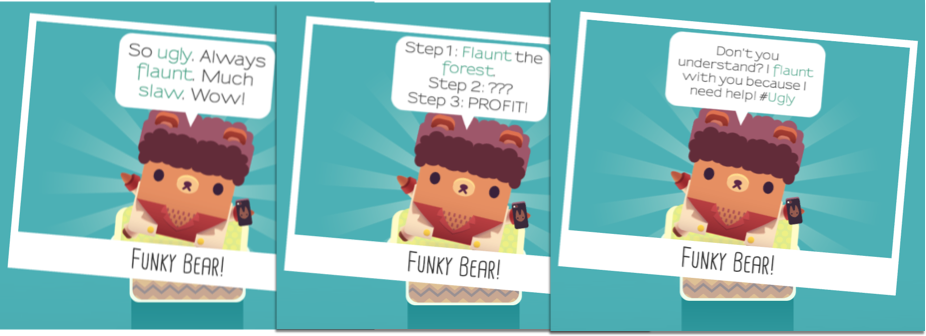 So ugly. Always
flaunt. Much
slaw. Wow!
FUNKY BEAR!
Step 1: Flaunt the
forest.
Step 2: ???
Step 3: PROFIT!
FUNKY BEAR!
Don't you
understand? I flaunt
with you because I
need help! #Ugly
FUNKY BEAR!